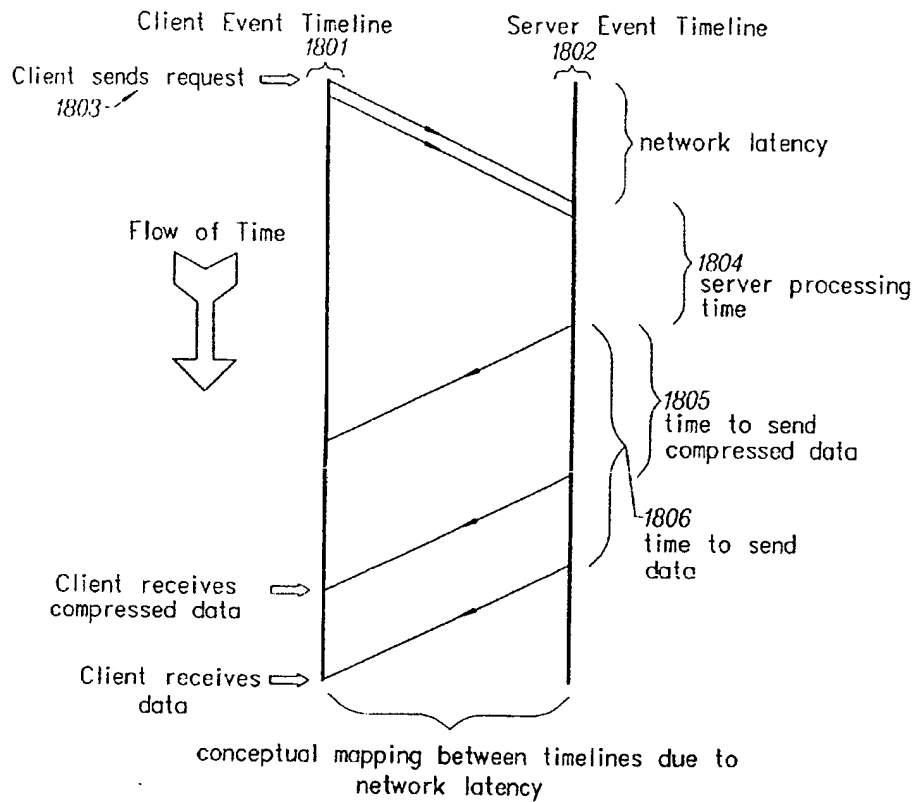 Client Event Timeline
1801
Server Event Timeline
1802
Client sends request
1803
network latency
Flow of Time
1804
server processing
time
1805
time to send
compressed data
1806
time to send
data
Client receives
compressed data
Client receives
data
conceptual mapping between timelines due to
network latency